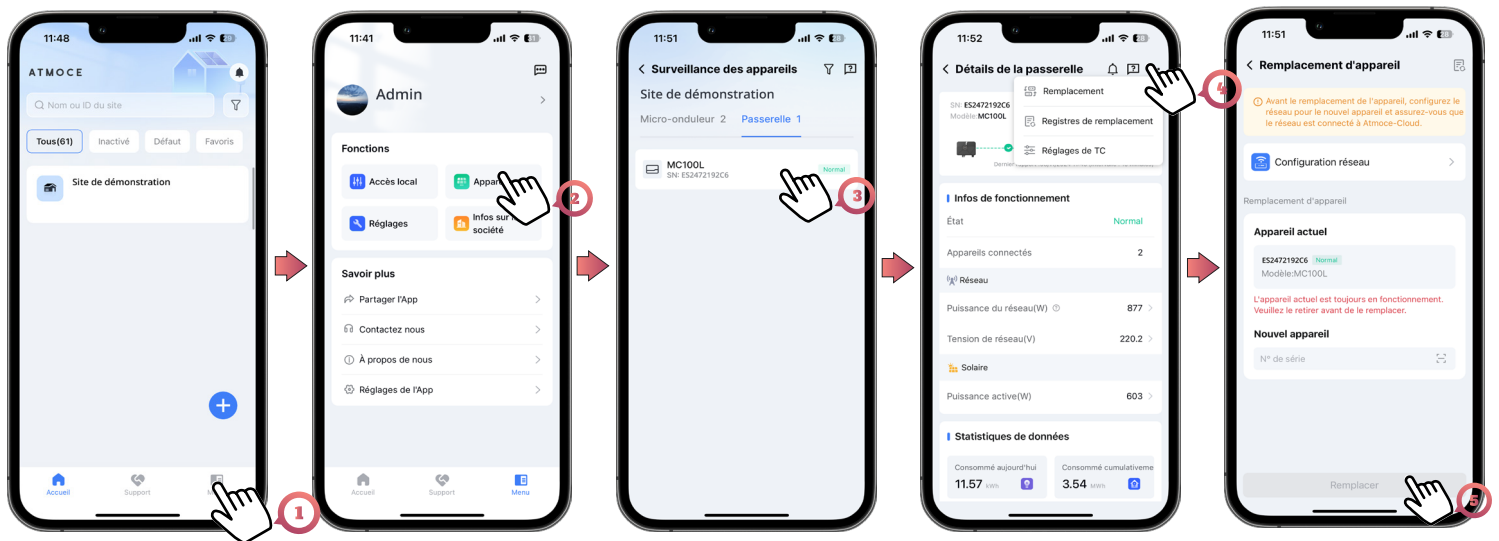 11:48
29
ATMOCE
Nom ou ID du site
Tous(61)
Inactivé
Défaut
Favoris
Site de démonstration
Accueil
Support
1
11:41
31
Admin
Fonctions
Accès local
Réglages
Infos sur
société
2
Savoir plus
Partager l'App
Contactez nous
À propos de nous
Réglages de l'App
Accueil
Support
Menu
11:51
28
Surveillance des appareils
Site de démonstration
Micro-onduleur 2
Passerelle 1
MC100L
SN: ES2472192C6
Normal
3
11:52
28
Détails de la passerelle
SN: ES2472192C6
Modèle:MC100L
Remplacement
Registres de remplacement
Réglages de TC
4
Infos de fonctionnement
État
Normal
Appareils connectés
2
Réseau
Puissance du réseau(W)
877
Tension de réseau(V)
220.2
Solaire
Puissance active(W)
603
Statistiques de données
Consommé aujourd'hui
11.57 kWh
Consommé cumulativeme
3.54 MWh
11:51
28
Remplacement d'appareil
Avant le remplacement de l'appareil, configurez le
réseau pour le nouvel appareil et assurez-vous que
le réseau est connecté à Atmoce-Cloud.
Configuration réseau
Remplacement d'appareil
Appareil actuel
ES2472192C6 Normal
Modèle:MC100L
L'appareil actuel est toujours en fonctionnement.
Veuillez le retirer avant de le remplacer.
Nouvel appareil
N° de série
Remplacer
5